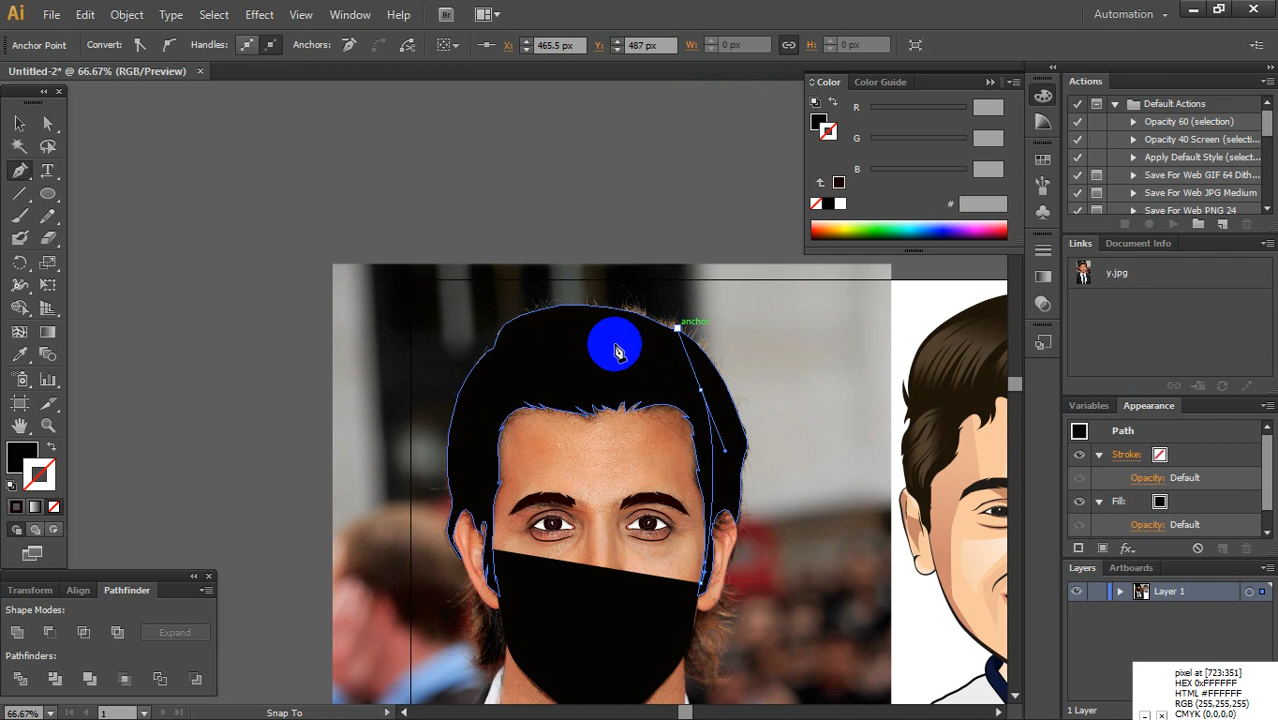 Ai File Edit Object Type Select Effect View Window Help Br Automation
Anchor Point Convert: Handles: Anchors: X: 465.5 px Y: 487 px W: 0 px H: 0 px
Untitled-2* @ 66.67% (RGB/Preview)
Color Color Guide
R
G
B
#
Actions
Default Actions
Opacity 60 (selection)
Opacity 40 Screen (selecti...
Apply Default Style (select...
Save For Web GIF 64 Dith...
Save For Web JPG Medium
Save For Web PNG 24
Links Document Info
y.jpg
anchor
Variables Appearance
Path
Stroke:
Opacity: Default
Fill:
Opacity: Default
Layers Artboards
Layer 1
1 Layer
Transform Align Pathfinder
Shape Modes:
Expand
Pathfinders:
pixel at [723:351]
HEX 0xFFFFFF
HTML #FFFFFF
RGB (255,255,255)
CMYK (0,0,0,0)
66.67% 1 Snap To